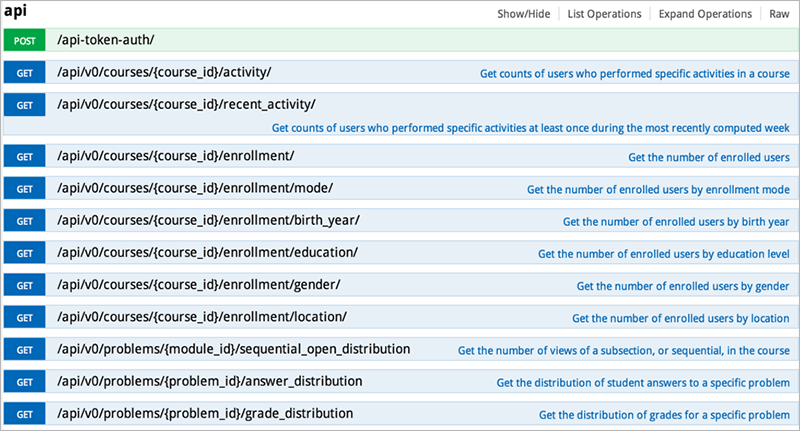 api
Show/Hide List Operations Expand Operations Raw
POST /api-token-auth/
GET /api/v0/courses/{course_id}/activity/ Get counts of users who performed specific activities in a course
GET /api/v0/courses/{course_id}/recent_activity/
Get counts of users who performed specific activities at least once during the most recently computed week
GET /api/v0/courses/{course_id}/enrollment/ Get the number of enrolled users
GET /api/v0/courses/{course_id}/enrollment/mode/ Get the number of enrolled users by enrollment mode
GET /api/v0/courses/{course_id}/enrollment/birth_year/ Get the number of enrolled users by birth year
GET /api/v0/courses/{course_id}/enrollment/education/ Get the number of enrolled users by education level
GET /api/v0/courses/{course_id}/enrollment/gender/ Get the number of enrolled users by gender
GET /api/v0/courses/{course_id}/enrollment/location/ Get the number of enrolled users by location
GET /api/v0/problems/{module_id}/sequential_open_distribution Get the number of views of a subsection, or sequential, in the course
GET /api/v0/problems/{problem_id}/answer_distribution Get the distribution of student answers to a specific problem
GET /api/v0/problems/{problem_id}/grade_distribution Get the distribution of grades for a specific problem